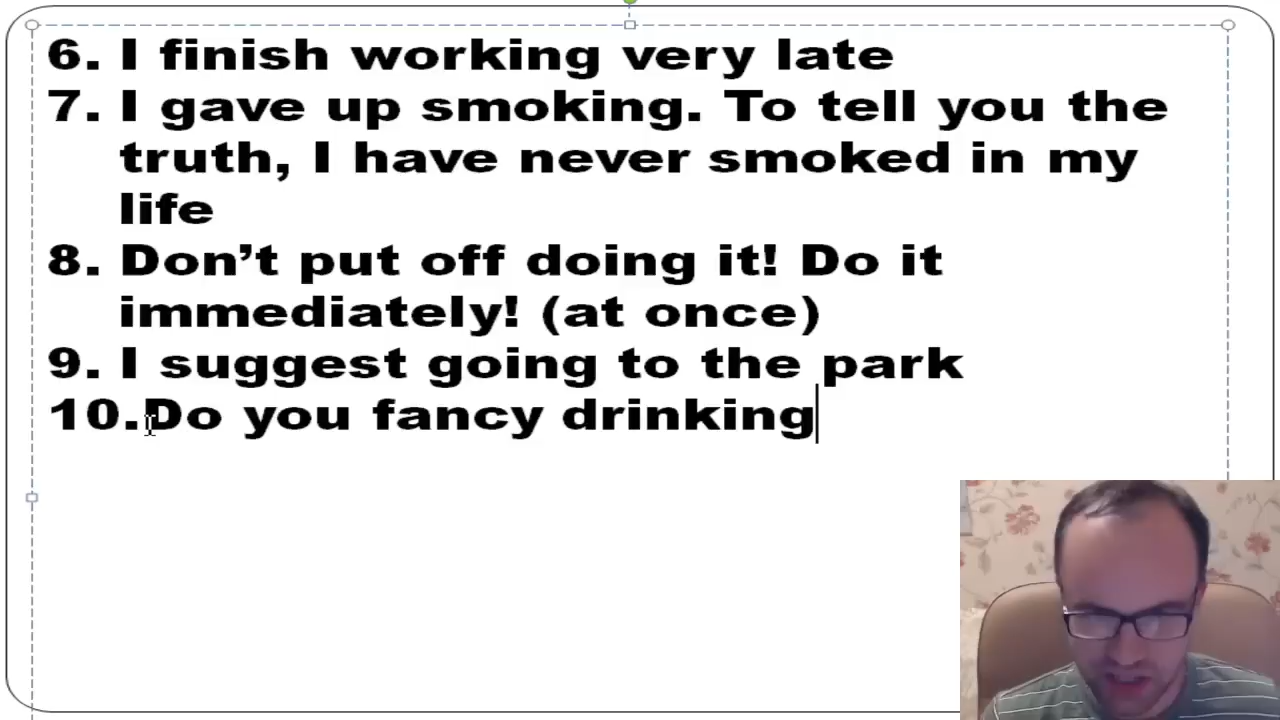 6. I finish working very late
7. I gave up smoking. To tell you the
truth, I have never smoked in my
life
8. Don’t put off doing it! Do it
immediately! (at once)
9. I suggest going to the park
10.Do you fancy drinking